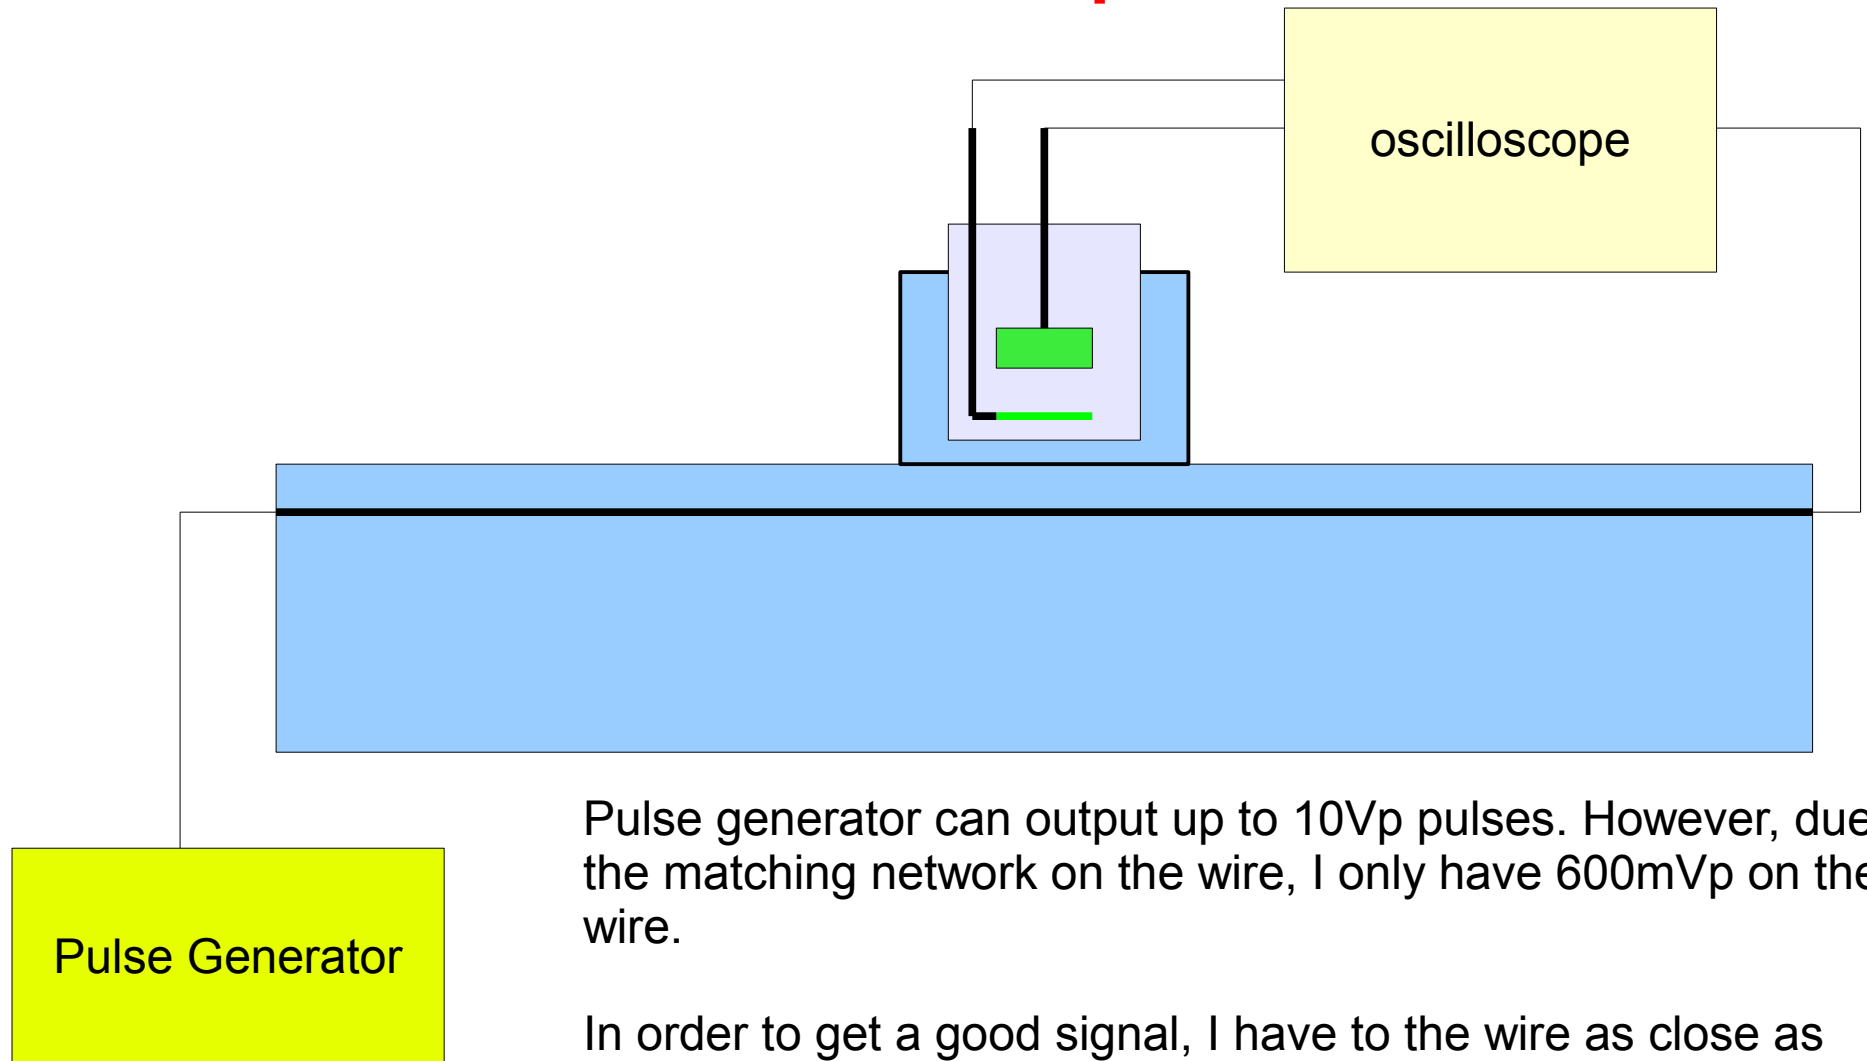 oscilloscope
Pulse generator can output up to 10Vp pulses. However, due
the matching network on the wire, I only have 600mVp on the
wire.
Pulse Generator
In order to get a good signal, I have to the wire as close as